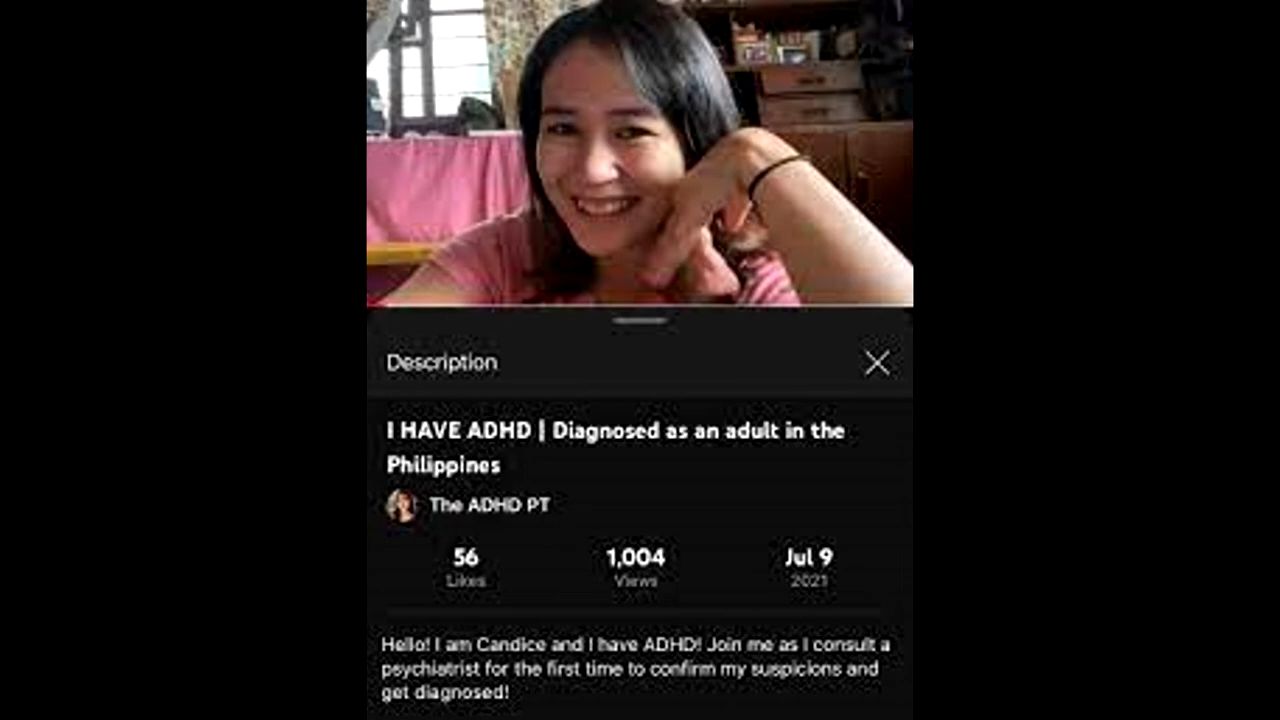 Description
I HAVE ADHD | Diagnosed as an adult in the
Philippines
The ADHD PT
56 1,004 Jul 9
Likes Views 2021
Hello! I am Candice and I have ADHD! Join me as I consult a
psychiatrist for the first time to confirm my suspicions and
get diagnosed!